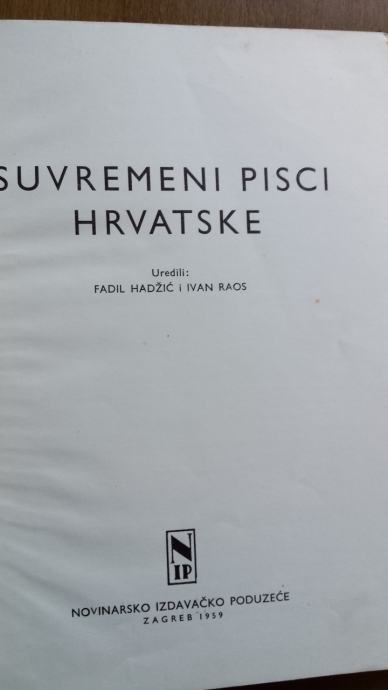 SUVREMENI PISCI
HRVATSKE
Uredili:
FADIL HADŽIĆ i IVAN RAOS
N
IP
NOVINARSKO IZDAVAČKO PODUZEĆE
ZAGREB 1959